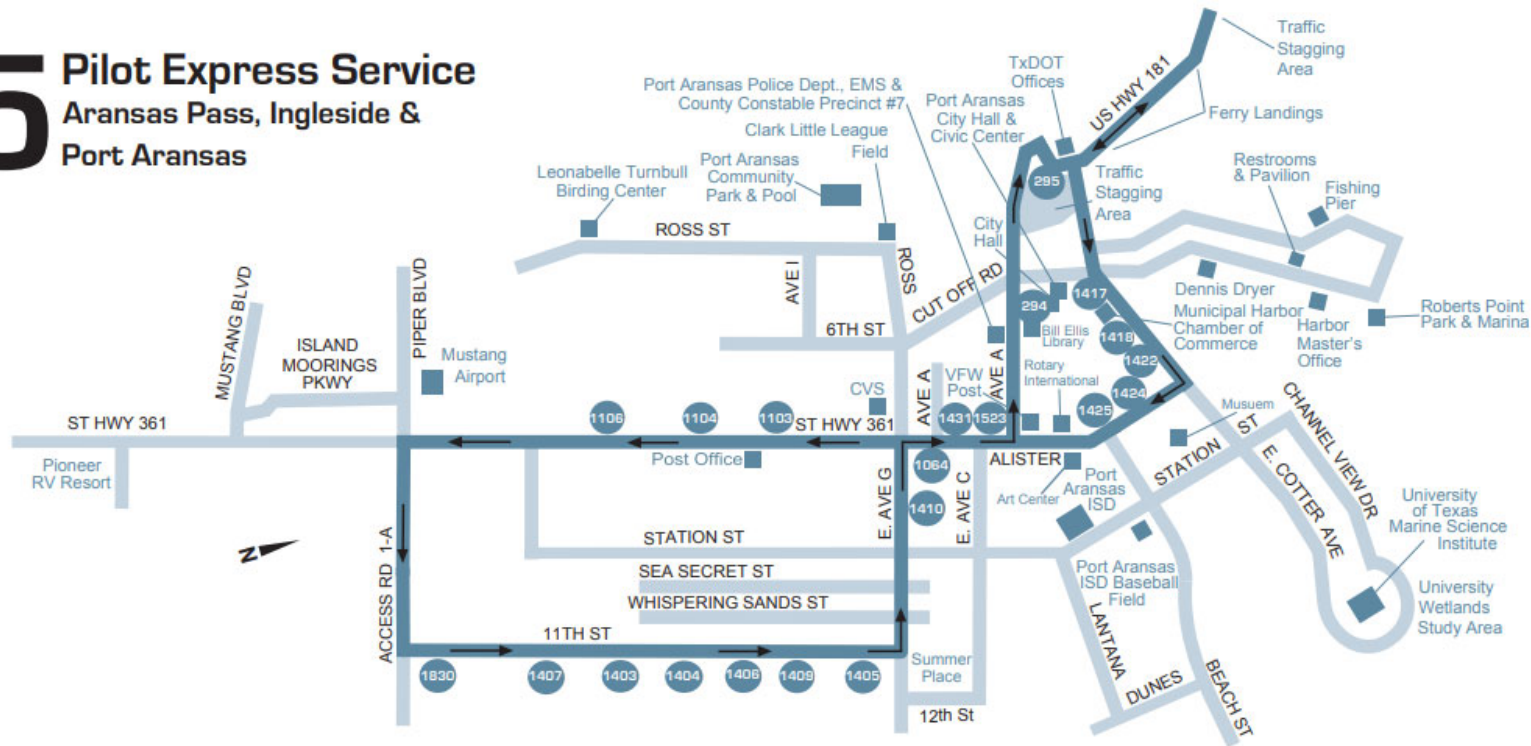 5
Pilot Express Service
Aransas Pass, Ingleside &
Port Aransas
Traffic
Stagging
Area
TxDOT
Offices
US HWY 181
Ferry Landings
Port Aransas Police Dept., EMS &
County Constable Precinct #7
Port Aransas
City Hall &
Civic Center
Clark Little League
Field
Port Aransas
Community
Park & Pool
Leonabelle Turnbull
Birding Center
295
Traffic
Stagging
Area
Restrooms
& Pavilion
Fishing
Pier
City
Hall
ROSS ST
ROSS
AVE I
CUT OFF RD
6TH ST
294
1417
Bill Ellis
Library
Dennis Dryer
Municipal Harbor
Chamber of
Commerce
Harbor
Master's
Office
Roberts Point
Park & Marina
MUSTANG BLVD
ISLAND
MOORINGS
PKWY
PIPER BLVD
Mustang
Airport
1418
1422
1424
1425
AVE A
AVE A
VFW
Post
Rotary
International
CVS
ST HWY 361
1106
1104
1103
ST HWY 361
1431
1523
Musuem
Pioneer
RV Resort
Post Office
1064
1410
E. AVE G
E. AVE C
ALISTER
Art Center
Port
Aransas
ISD
STATION ST
CHANNEL VIEW DR
E. COTTER AVE
University
of Texas
Marine Science
Institute
N
STATION ST
SEA SECRET ST
WHISPERING SANDS ST
11TH ST
ACCESS RD 1-A
Port Aransas
ISD Baseball
Field
University
Wetlands
Study Area
1830
1407
1403
1404
1406
1409
1405
Summer
Place
12th St
LANTANA
DUNES
BEACH ST